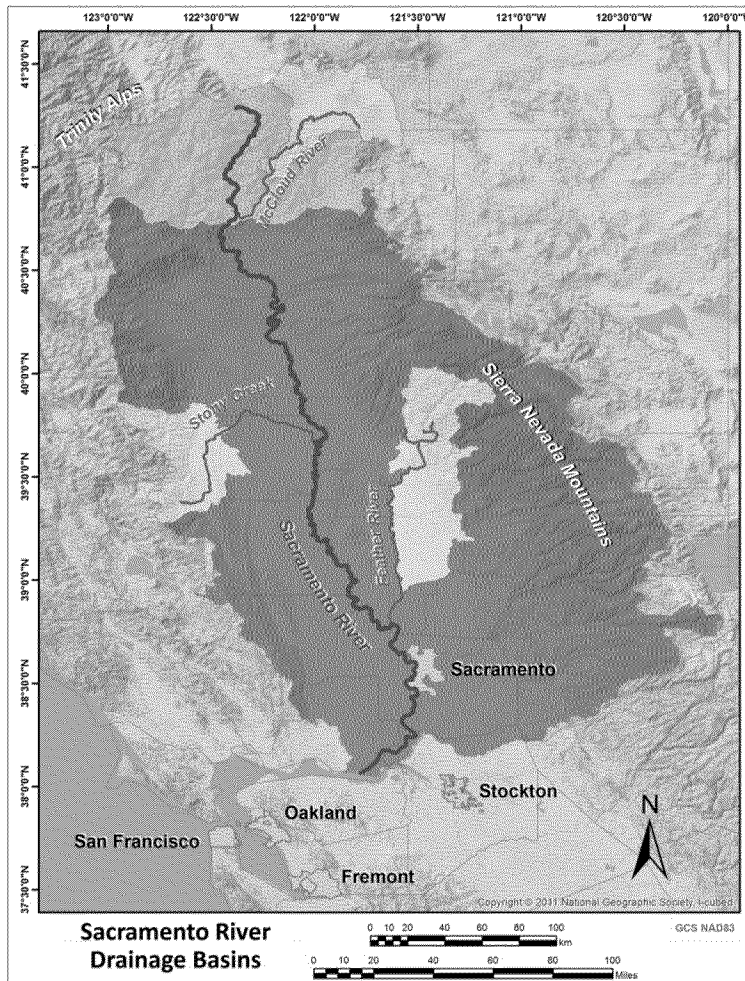 123°0'0"W 122°30'0"W 122°0'0"W 121°30'0"W 121°0'0"W 120°30'0"W 120°0'0"W
41°30'0"N
Trinity Alps
McCloud River
41°0'0"N
40°30'0"N
40°0'0"N
Sierra Nevada Mountains
Stony Creek
39°30'0"N
Feather River
Sacramento River
39°0'0"N
Sacramento
38°30'0"N
38°0'0"N
Stockton
Oakland
N
San Francisco
Fremont
37°30'0"N
Copyright © 2011 National Geographic Society, i-cubed
Sacramento River
Drainage Basins
0 10 20 40 60 80 100
km
GCS NAD83
0 10 20 40 60 80 100
Miles